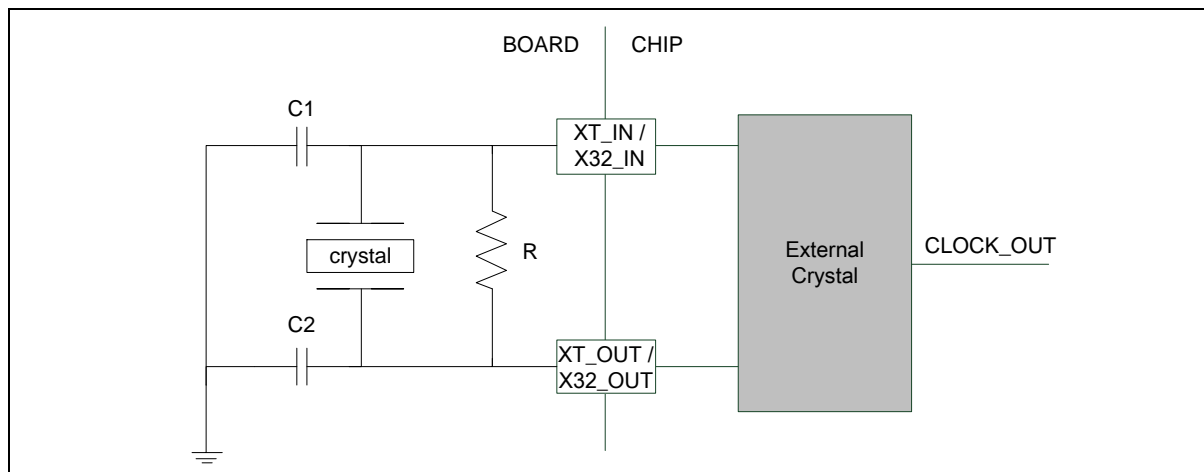 BOARD
CHIP
C1
XT_IN /
X32_IN
crystal
R
External
Crystal
CLOCK_OUT
C2
XT_OUT /
X32_OUT